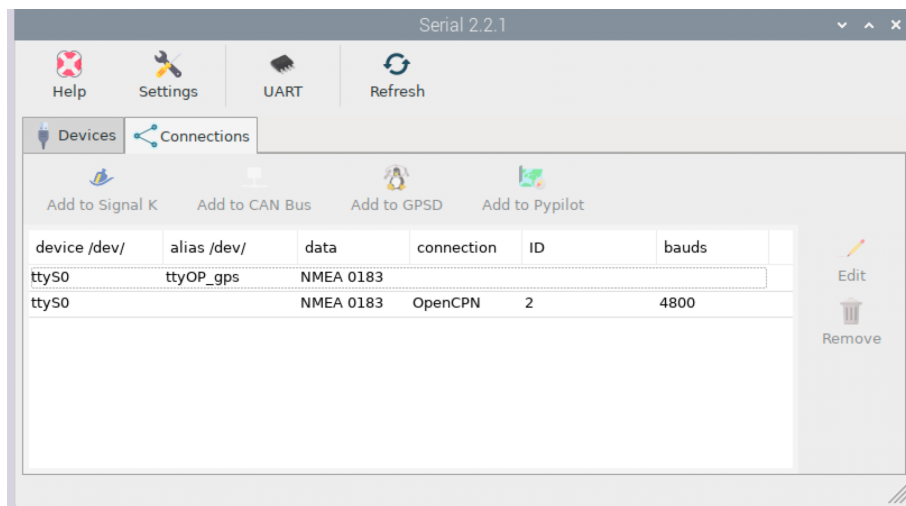 Serial 2.2.1
Help Settings UART Refresh
Devices Connections
Add to Signal K Add to CAN Bus Add to GPSD Add to Pypilot
device /dev/ alias /dev/ data connection ID bauds
ttyS0 ttyOP_gps NMEA 0183
ttyS0 NMEA 0183 OpenCPN 2 4800
Edit
Remove